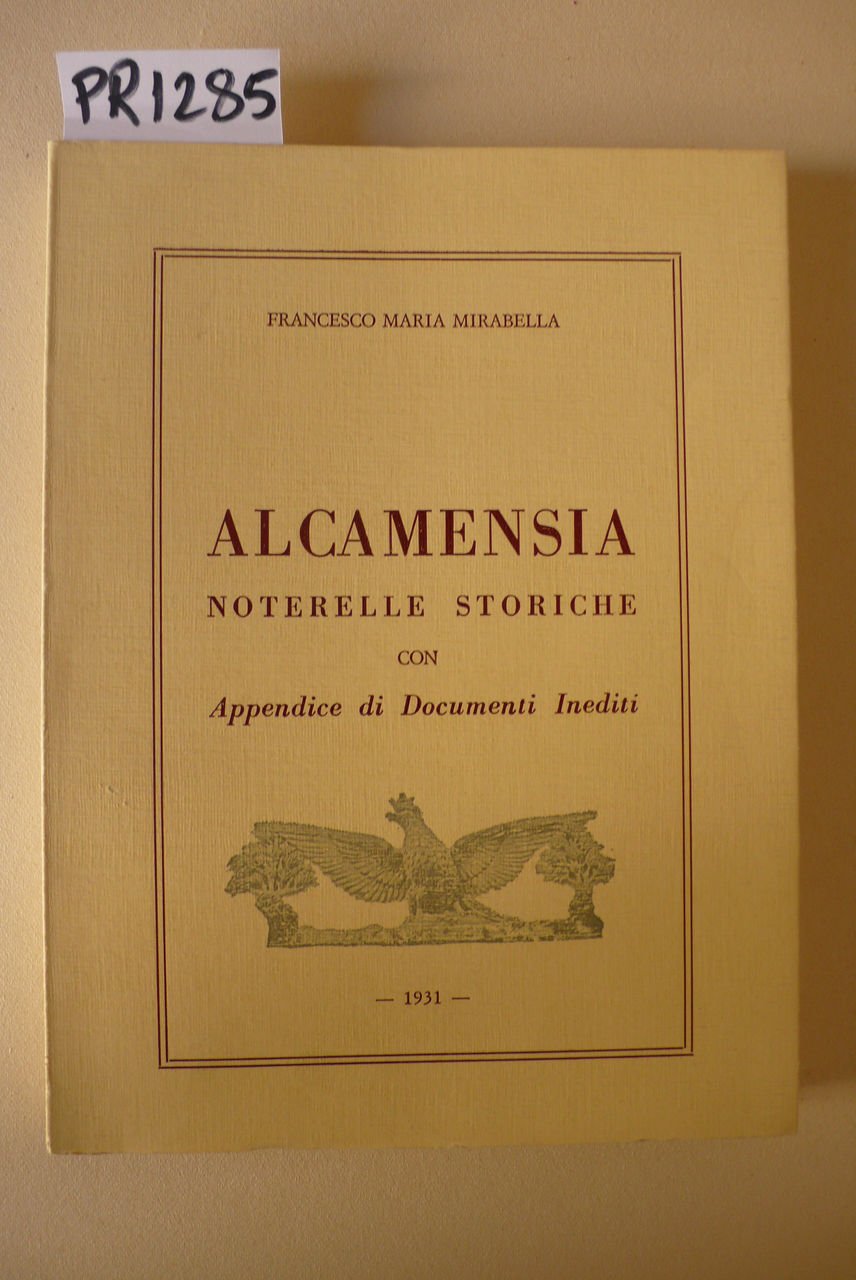 PR1285
FRANCESCO MARIA MIRABELLA
ALCAMENSIA
NOTERELLE STORICHE
CON
Appendice di Documenti Inediti
— 1931 —